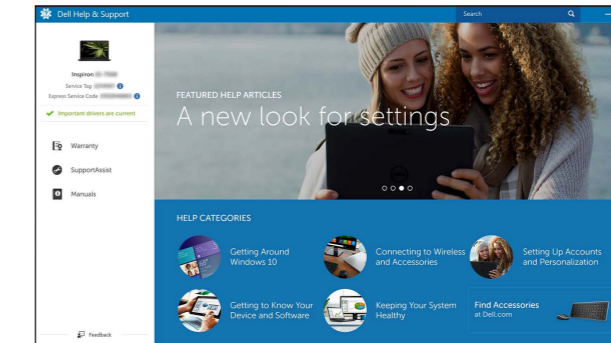 Dell Help & Support
Search
Inspiron
Service Tag
Express Service Code
Important drivers are current
Warranty
SupportAssist
Manuals
Feedback
FEATURED HELP ARTICLES
A new look for settings
HELP CATEGORIES
Getting Around
Windows 10
Connecting to Wireless
and Accessories
Setting Up Accounts
and Personalization
Getting to Know Your
Device and Software
Keeping Your System
Healthy
Find Accessories
at Dell.com